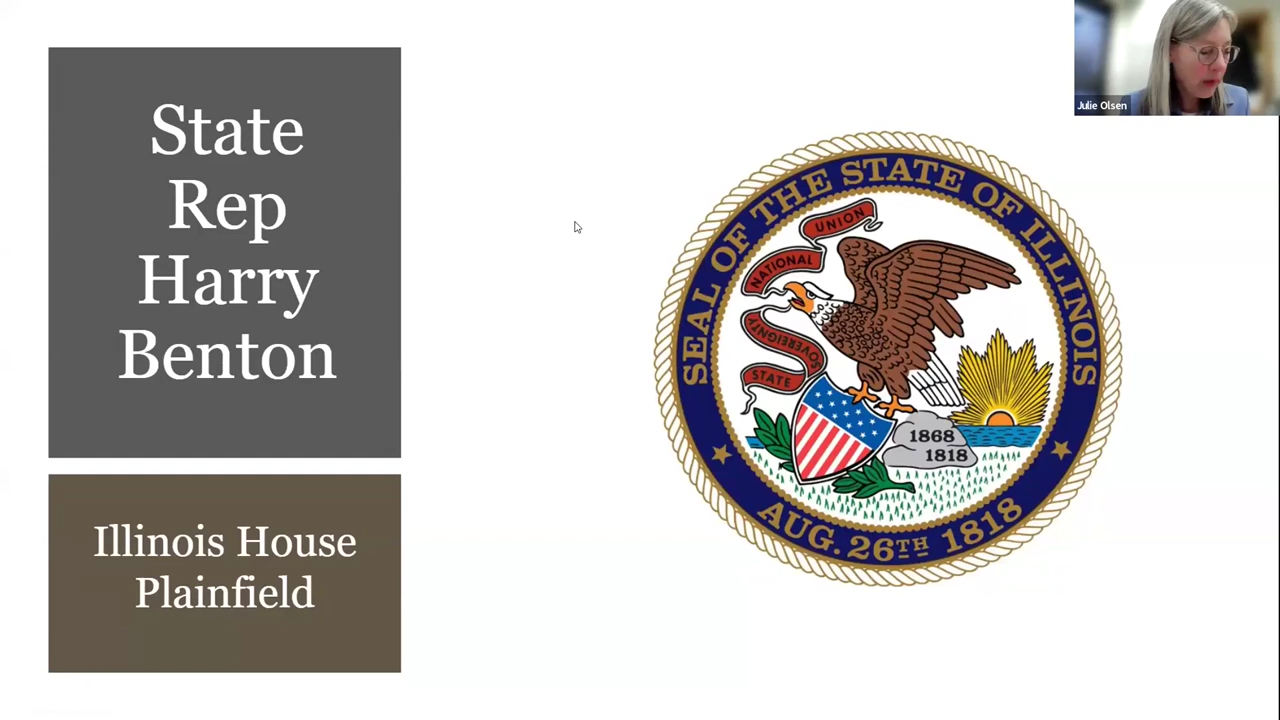 State
Rep
Harry
Benton
Illinois House
Plainfield
Julie Olsen
SEAL OF THE STATE OF ILLINOIS
UNION
NATIONAL
SOVEREIGNTY
STATE
1868
1818
AUG. 26TH 1818